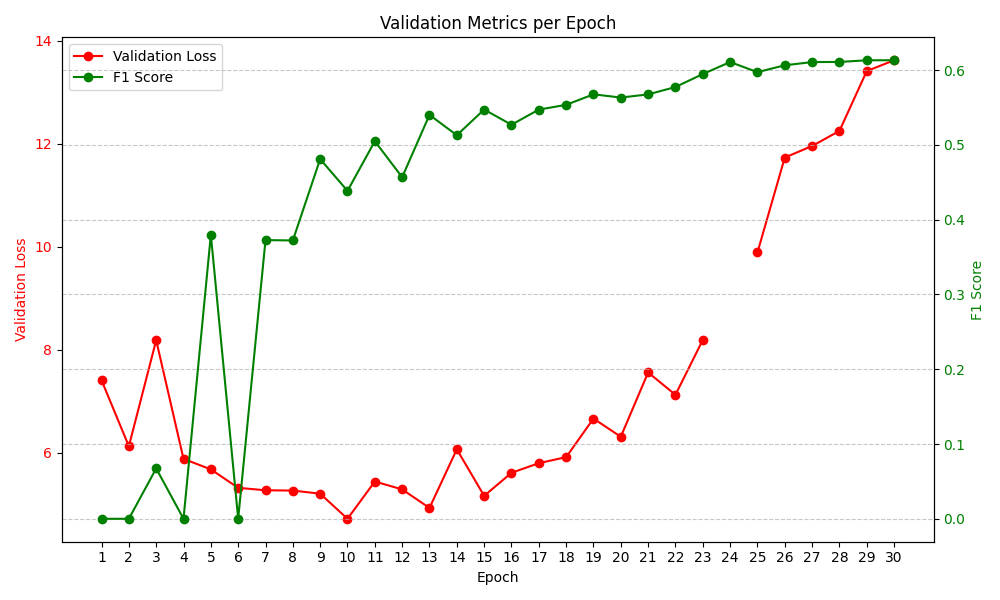 Validation Metrics per Epoch
Validation Loss
F1 Score
14
12
10
8
6
Validation Loss
0.6
0.5
0.4
0.3
0.2
0.1
0.0
F1 Score
1 2 3 4 5 6 7 8 9 10 11 12 13 14 15 16 17 18 19 20 21 22 23 24 25 26 27 28 29 30
Epoch